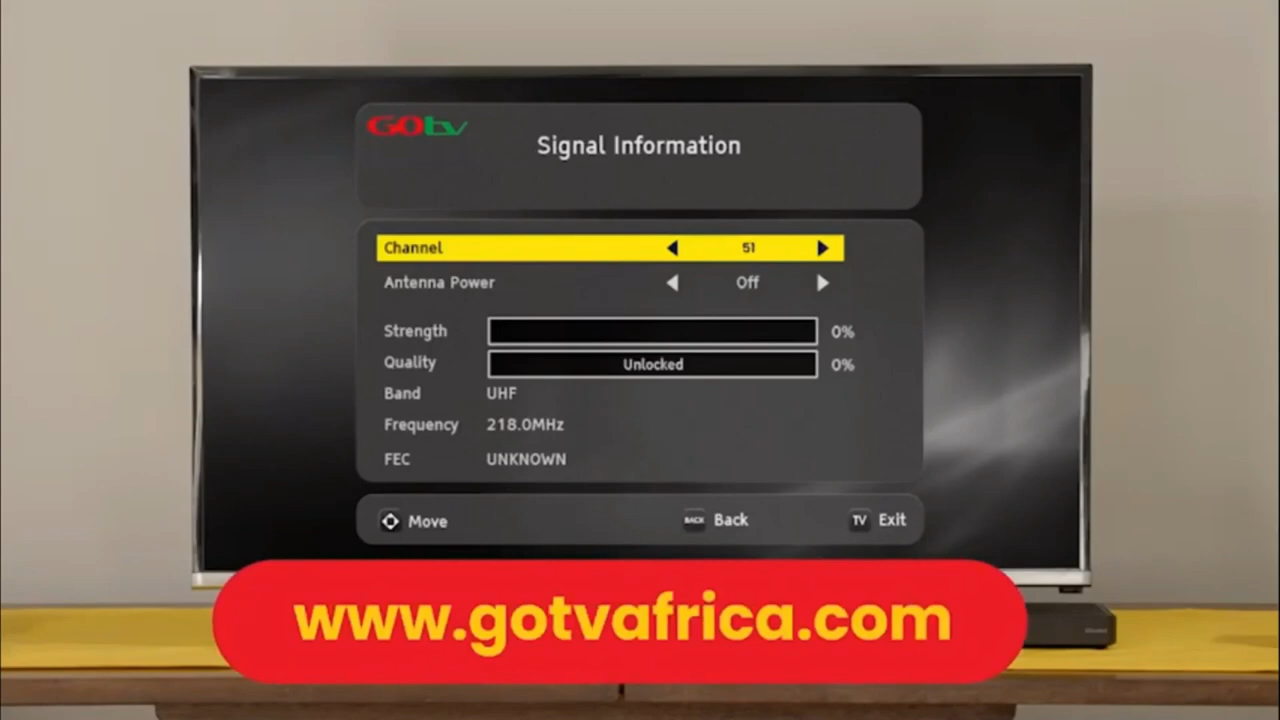 GOtv
Signal Information
Channel 51
Antenna Power Off
Strength 0%
Quality Unlocked 0%
Band UHF
Frequency 218.0MHz
FEC UNKNOWN
Move BACK Back TV Exit
www.gotvafrica.com